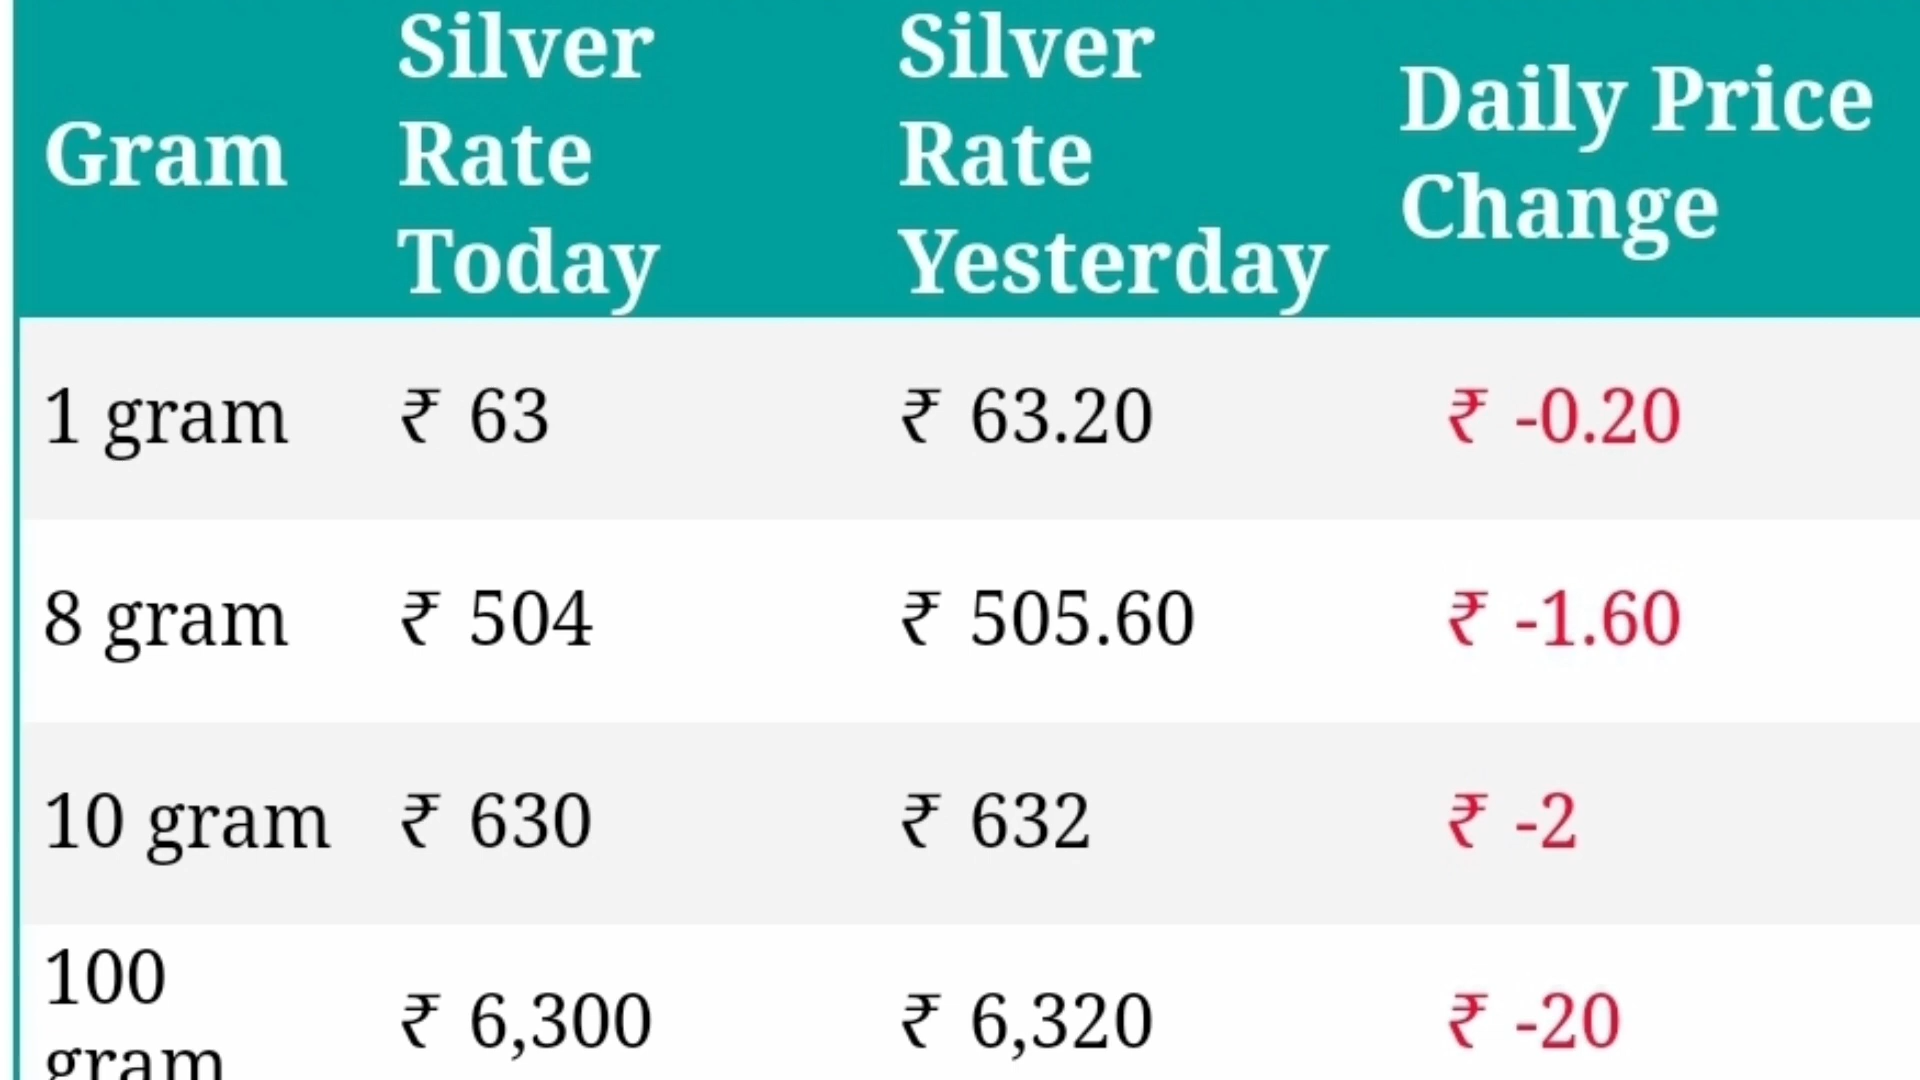 Gram
Silver
Rate
Today
Silver
Rate
Yesterday
Daily Price
Change
1 gram ₹ 63 ₹ 63.20 ₹ -0.20
8 gram ₹ 504 ₹ 505.60 ₹ -1.60
10 gram ₹ 630 ₹ 632 ₹ -2
100
gram ₹ 6,300 ₹ 6,320 ₹ -20